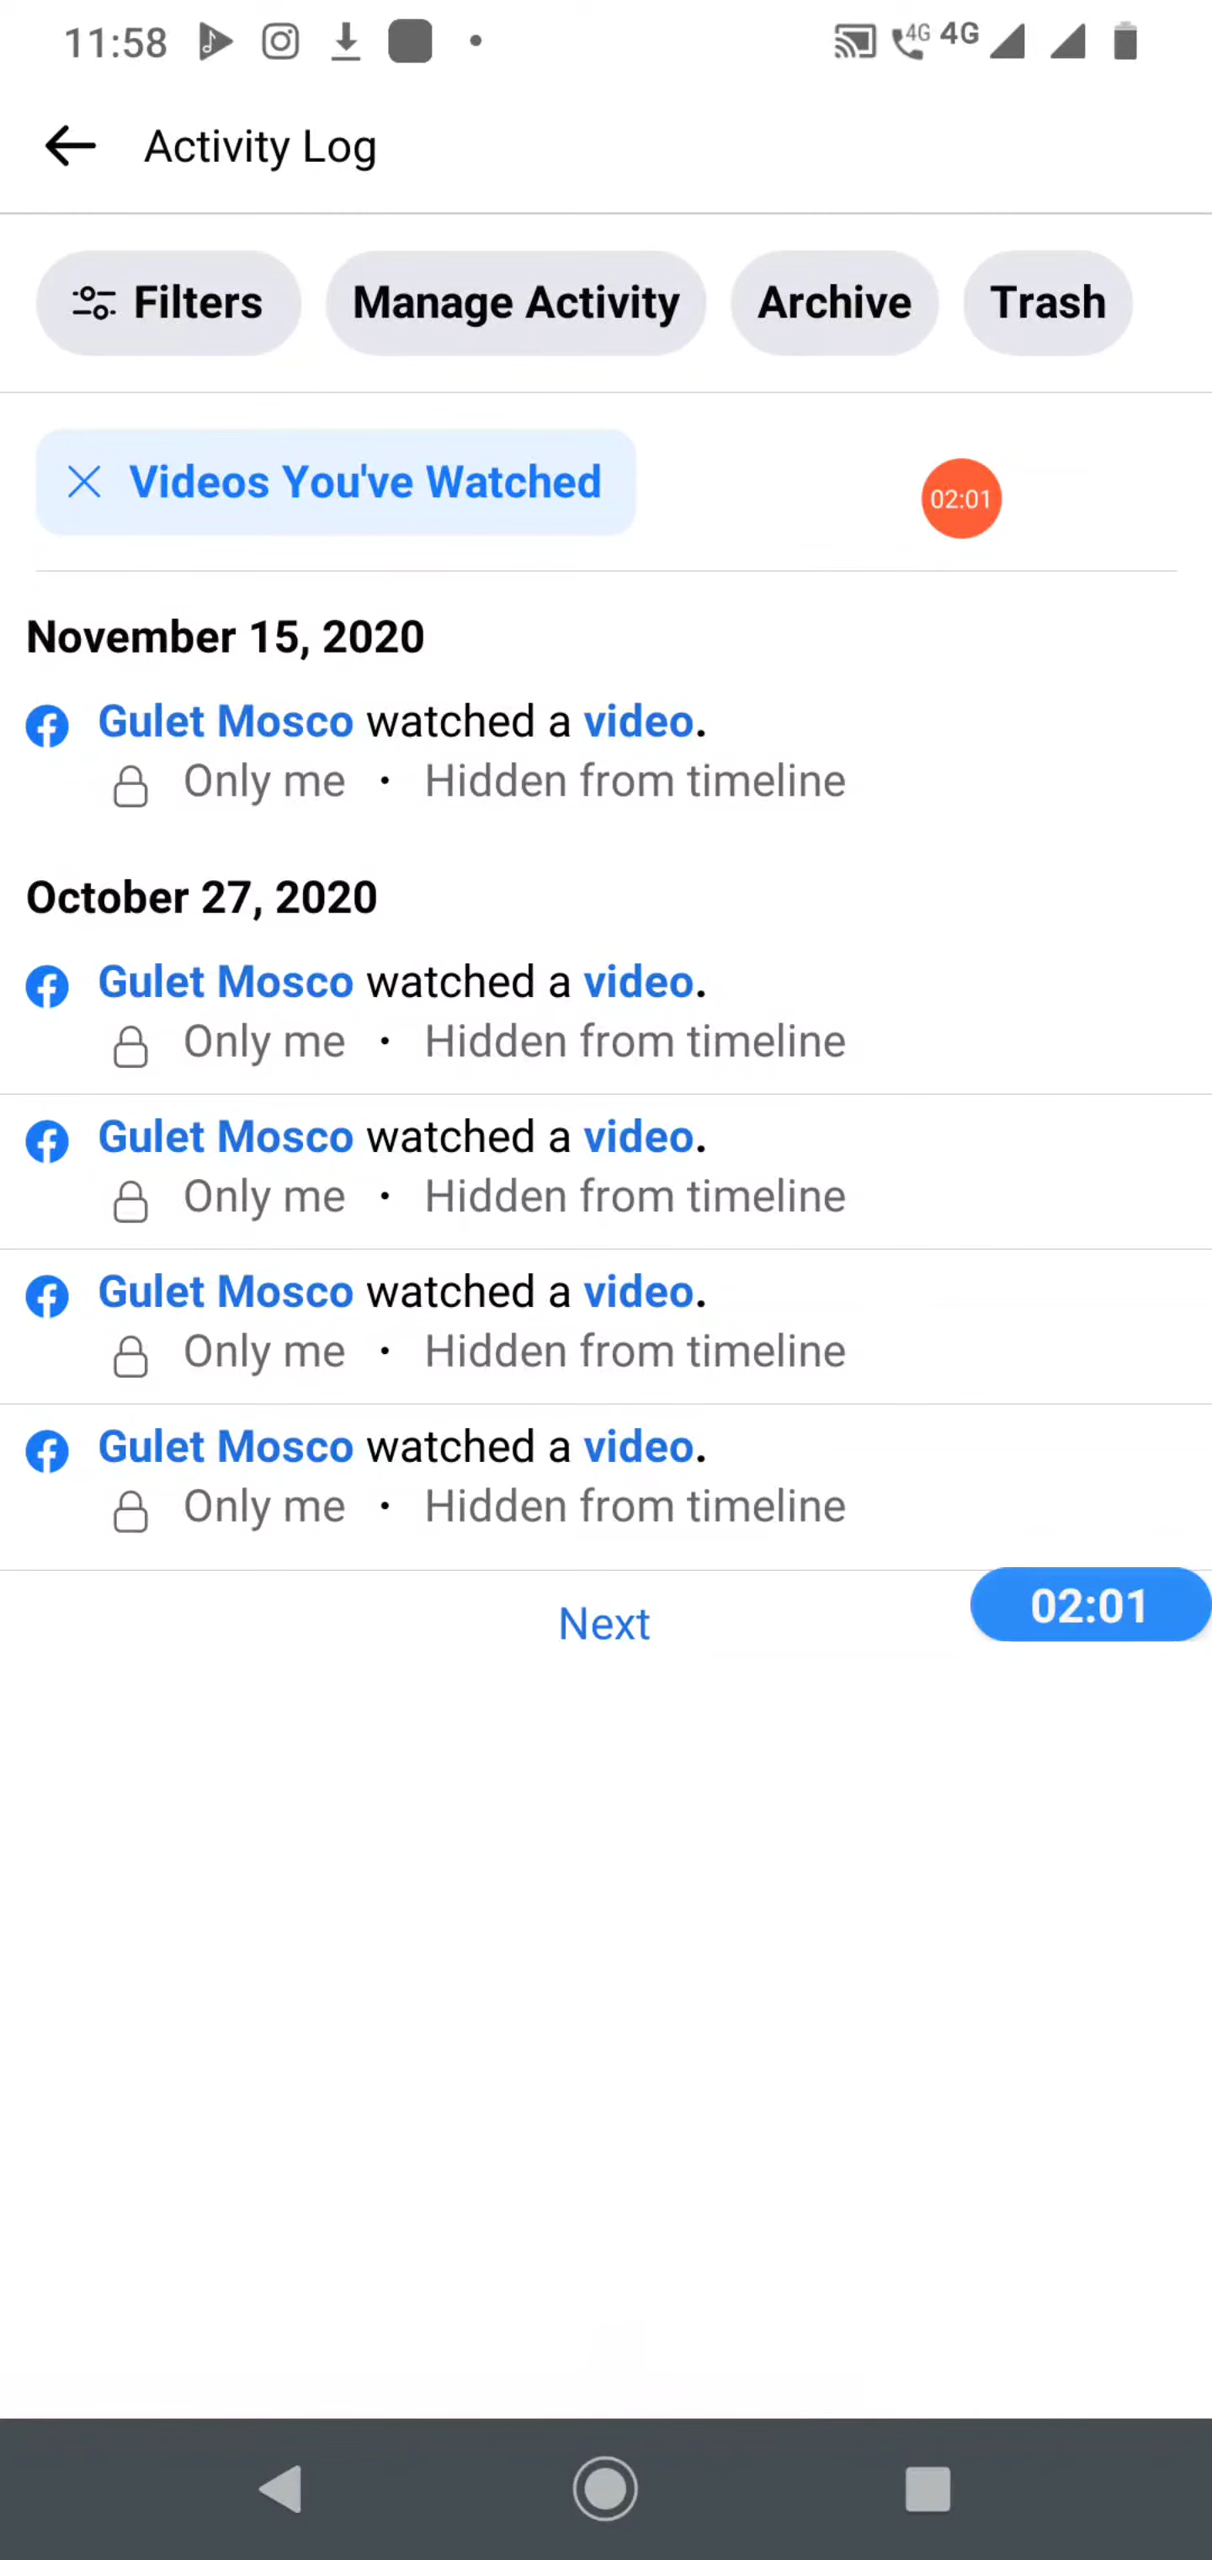 11:58 4G 4G
Activity Log
Filters Manage Activity Archive Trash
Videos You've Watched
02:01
November 15, 2020
Gulet Mosco watched a video.
Only me · Hidden from timeline
October 27, 2020
Gulet Mosco watched a video.
Only me · Hidden from timeline
Gulet Mosco watched a video.
Only me · Hidden from timeline
Gulet Mosco watched a video.
Only me · Hidden from timeline
Gulet Mosco watched a video.
Only me · Hidden from timeline
02:01
Next